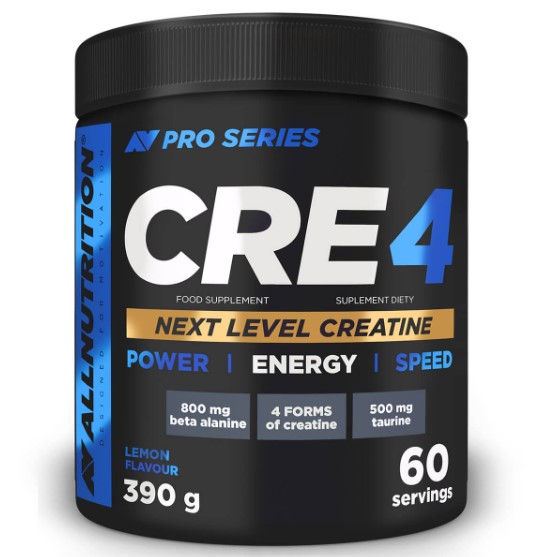 AV PRO SERIES
ALLNUTRITION®
DESIGNED FOR MOTIVATION
CRE4
FOOD SUPPLEMENT SUPLEMENT DIETY
NEXT LEVEL CREATINE
POWER | ENERGY | SPEED
800 mg
beta alanine
4 FORMS
of creatine
500 mg
taurine
LEMON
FLAVOUR
390 g
60
servings